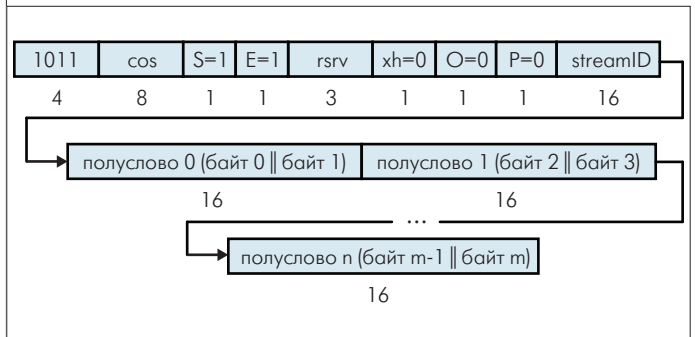 1011 cos S=1 E=1 rsrv xh=0 O=0 P=0 streamID
4 8 1 1 3 1 1 1 16
полуслово 0 (байт 0 || байт 1) полуслово 1 (байт 2 || байт 3)
16 16
...
полуслово n (байт m-1 || байт m)
16